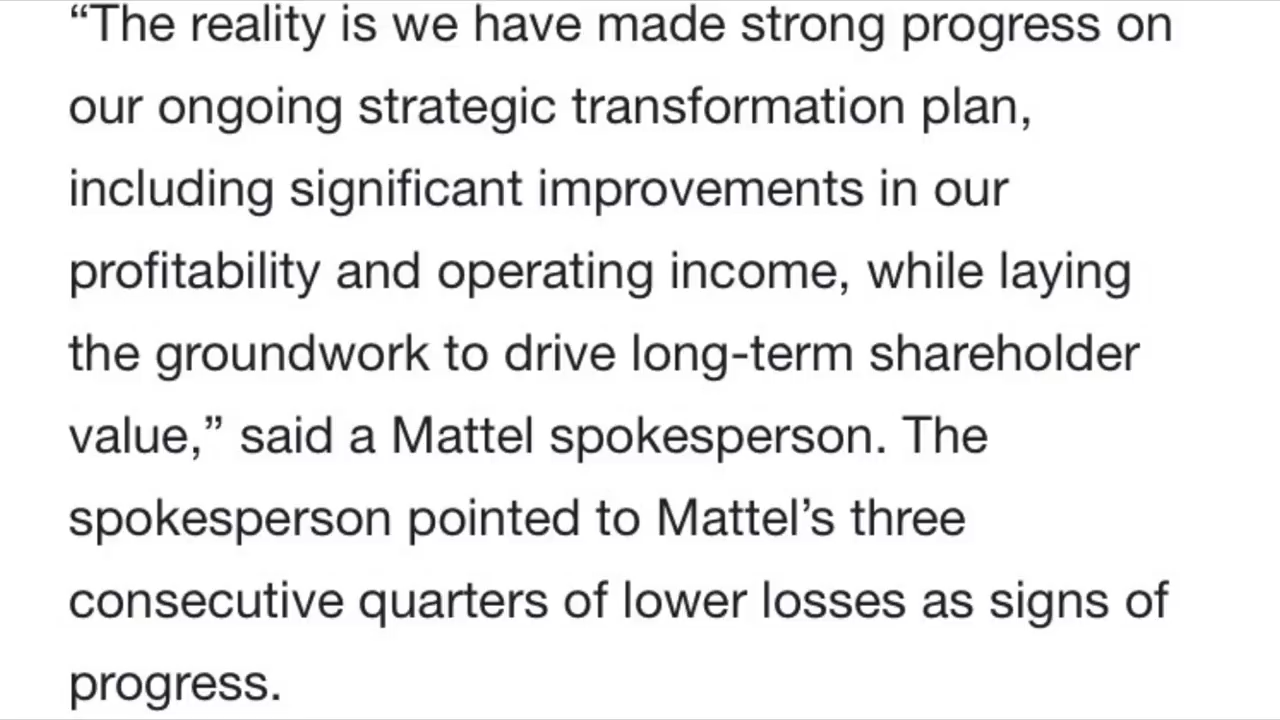 “The reality is we have made strong progress on
our ongoing strategic transformation plan,
including significant improvements in our
profitability and operating income, while laying
the groundwork to drive long-term shareholder
value,” said a Mattel spokesperson. The
spokesperson pointed to Mattel’s three
consecutive quarters of lower losses as signs of
progress.